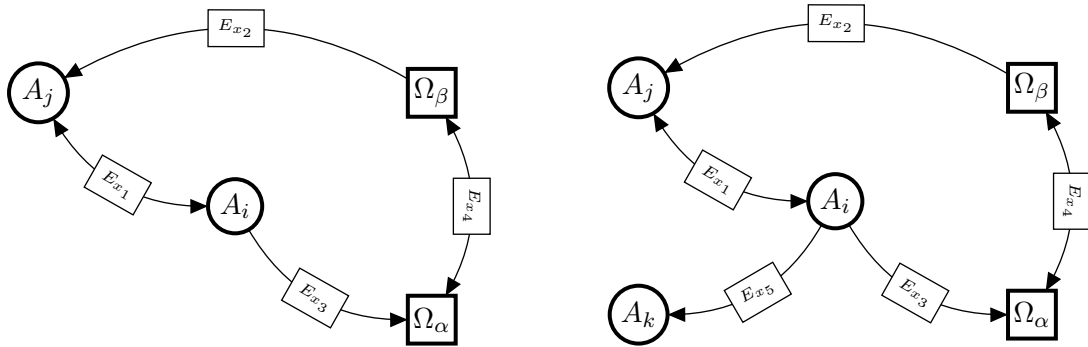 E_{x_2}
A_j
Ω_β
E_{x_1}
A_i
E_{x_4}
E_{x_3}
Ω_α
E_{x_2}
A_j
Ω_β
E_{x_1}
A_i
E_{x_4}
E_{x_5}
E_{x_3}
A_k
Ω_α